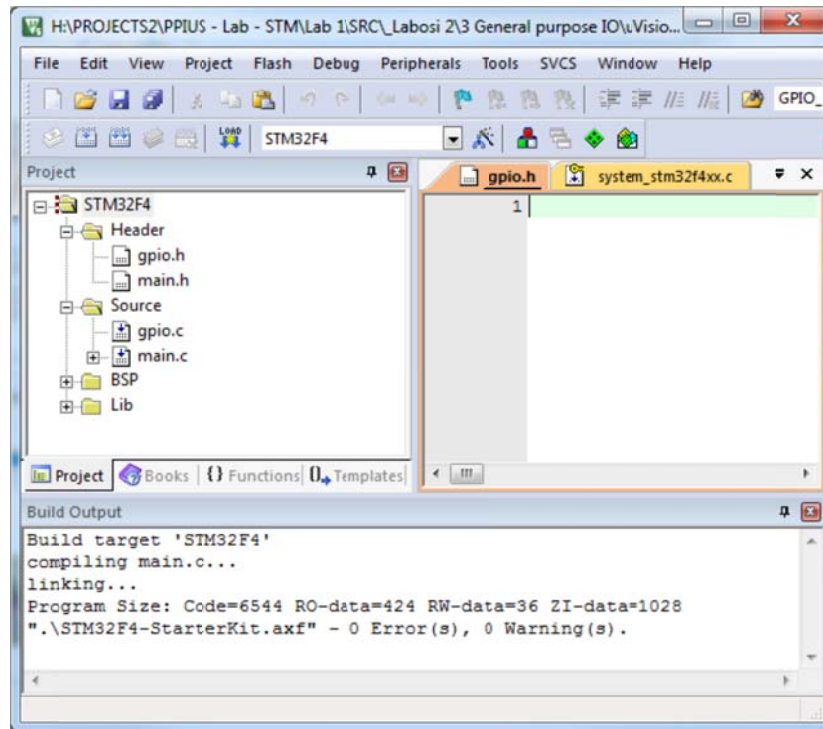 H:\PROJECTS2\PPIUS - Lab - STM\Lab 1\SRC\_Labosi 2\3 General purpose IO\uVisio...
File Edit View Project Flash Debug Peripherals Tools SVCS Window Help
GPIO_
LOAD STM32F4
Project
gpio.h system_stm32f4xx.c
STM32F4
1
Header
gpio.h
main.h
Source
gpio.c
main.c
BSP
Lib
Project Books {} Functions 0 Templates
Build Output
Build target 'STM32F4'
compiling main.c...
linking...
Program Size: Code=6544 RO-data=424 RW-data=36 ZI-data=1028
".\STM32F4-StarterKit.axf" - 0 Error(s), 0 Warning(s).